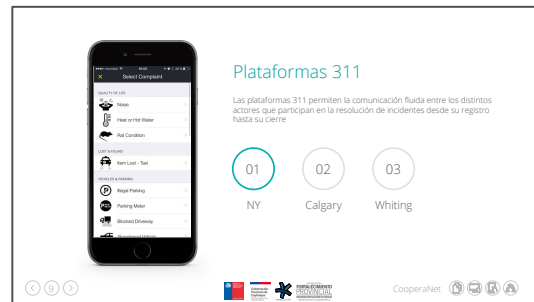 Select Complaint
QUALITY OF LIFE
Noise
Heat or Hot Water
Rat Condition
LOST & FOUND
Item Lost - Taxi
VEHICLES & PARKING
Illegal Parking
Parking Meter
Blocked Driveway
Plataformas 311
Las plataformas 311 permiten la comunicación fluida entre los distintos
actores que participan en la resolución de incidentes desde su registro
hasta su cierre
01 02 03
NY Calgary Whiting
9
FORTALECIMIENTO
PROVINCIAL
CooperaNet